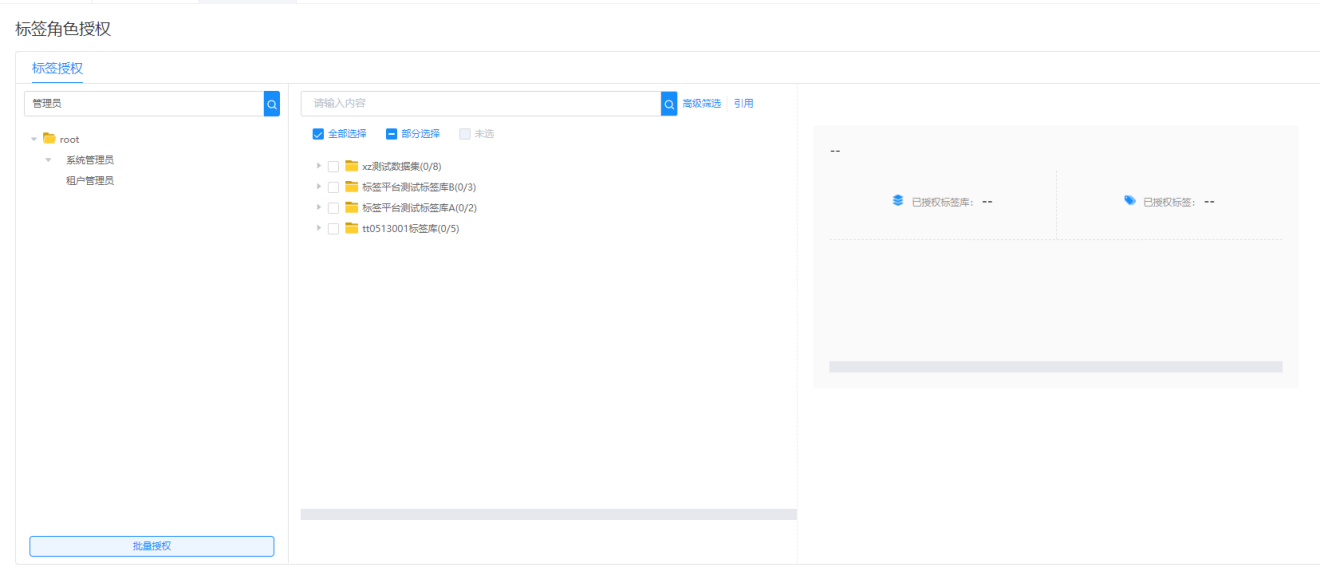 标签角色授权
标签授权
管理员
root
系统管理员
租户管理员
批量授权
请输入内容
高级筛选 引用
全部选择 部分选择 未选
xz测试数据集(0/8)
标签平台测试标签库B(0/3)
标签平台测试标签库A(0/2)
tt0513001标签库(0/5)
--
已授权标签库： --
已授权标签： --